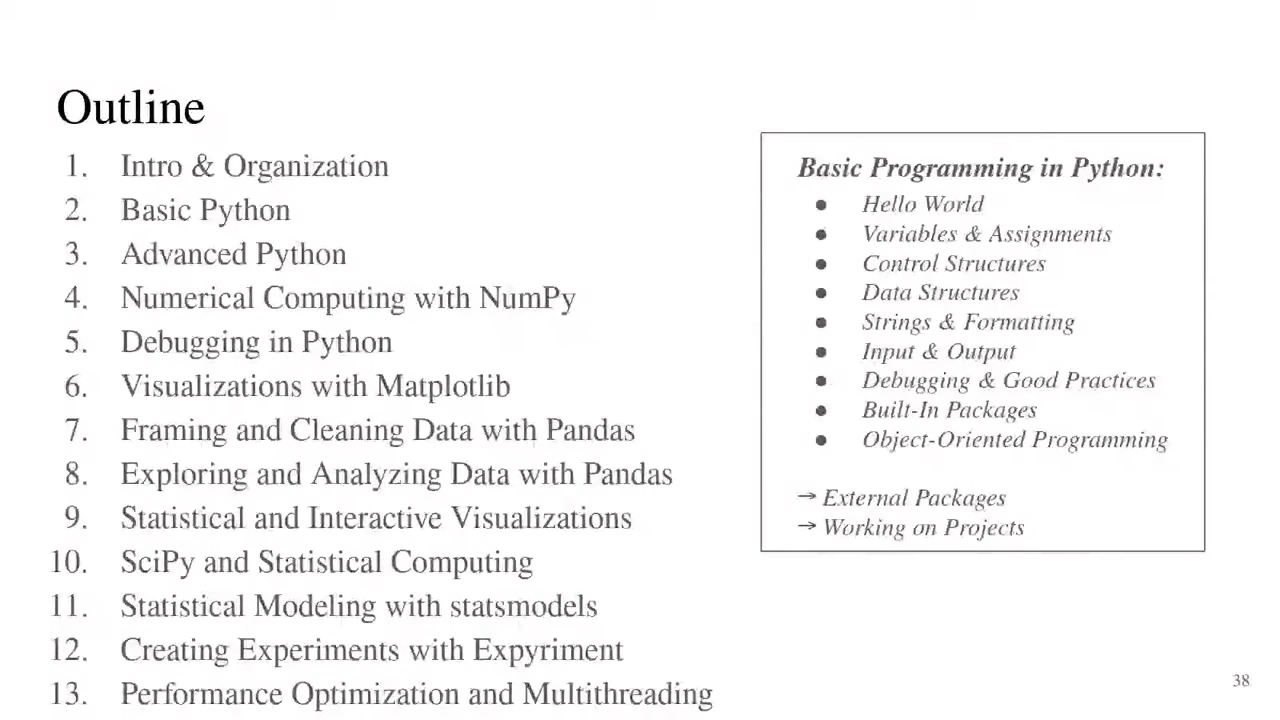 Outline
1. Intro & Organization
2. Basic Python
3. Advanced Python
4. Numerical Computing with NumPy
5. Debugging in Python
6. Visualizations with Matplotlib
7. Framing and Cleaning Data with Pandas
8. Exploring and Analyzing Data with Pandas
9. Statistical and Interactive Visualizations
10. SciPy and Statistical Computing
11. Statistical Modeling with statsmodels
12. Creating Experiments with Expyriment
13. Performance Optimization and Multithreading
Basic Programming in Python:
● Hello World
● Variables & Assignments
● Control Structures
● Data Structures
● Strings & Formatting
● Input & Output
● Debugging & Good Practices
● Built-In Packages
● Object-Oriented Programming
→ External Packages
→ Working on Projects
38